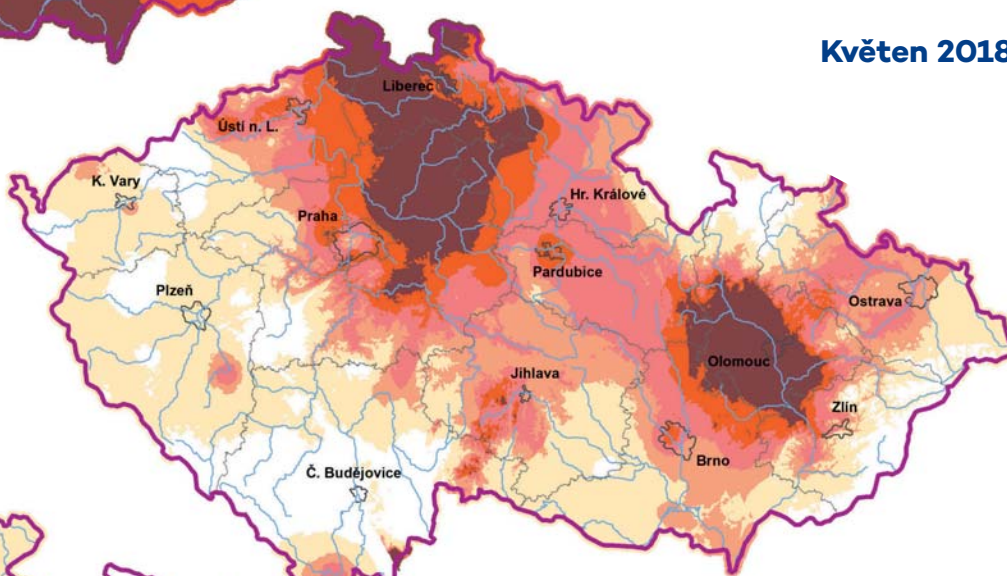 Květen 2018
Liberec
Ústí n. L.
K. Vary
Hr. Králové
Praha
Pardubice
Plzeň
Ostrava
Olomouc
Jihlava
Zlín
Brno
Č. Budějovice